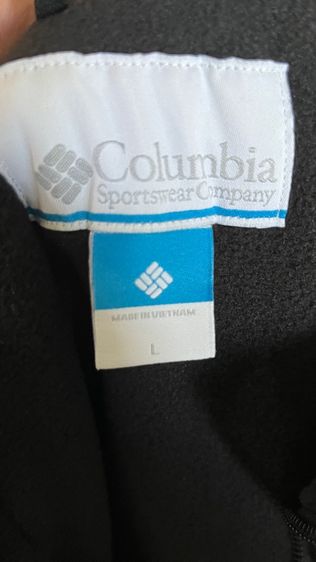 Columbia
Sportswear Company
MADE IN VIETNAM
L